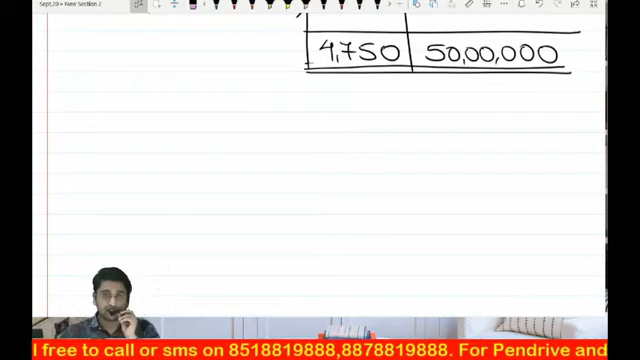 Sept,20 – New Section 2
4,750 50,00,000
l free to call or sms on 8518819888,8878819888. For Pendrive and